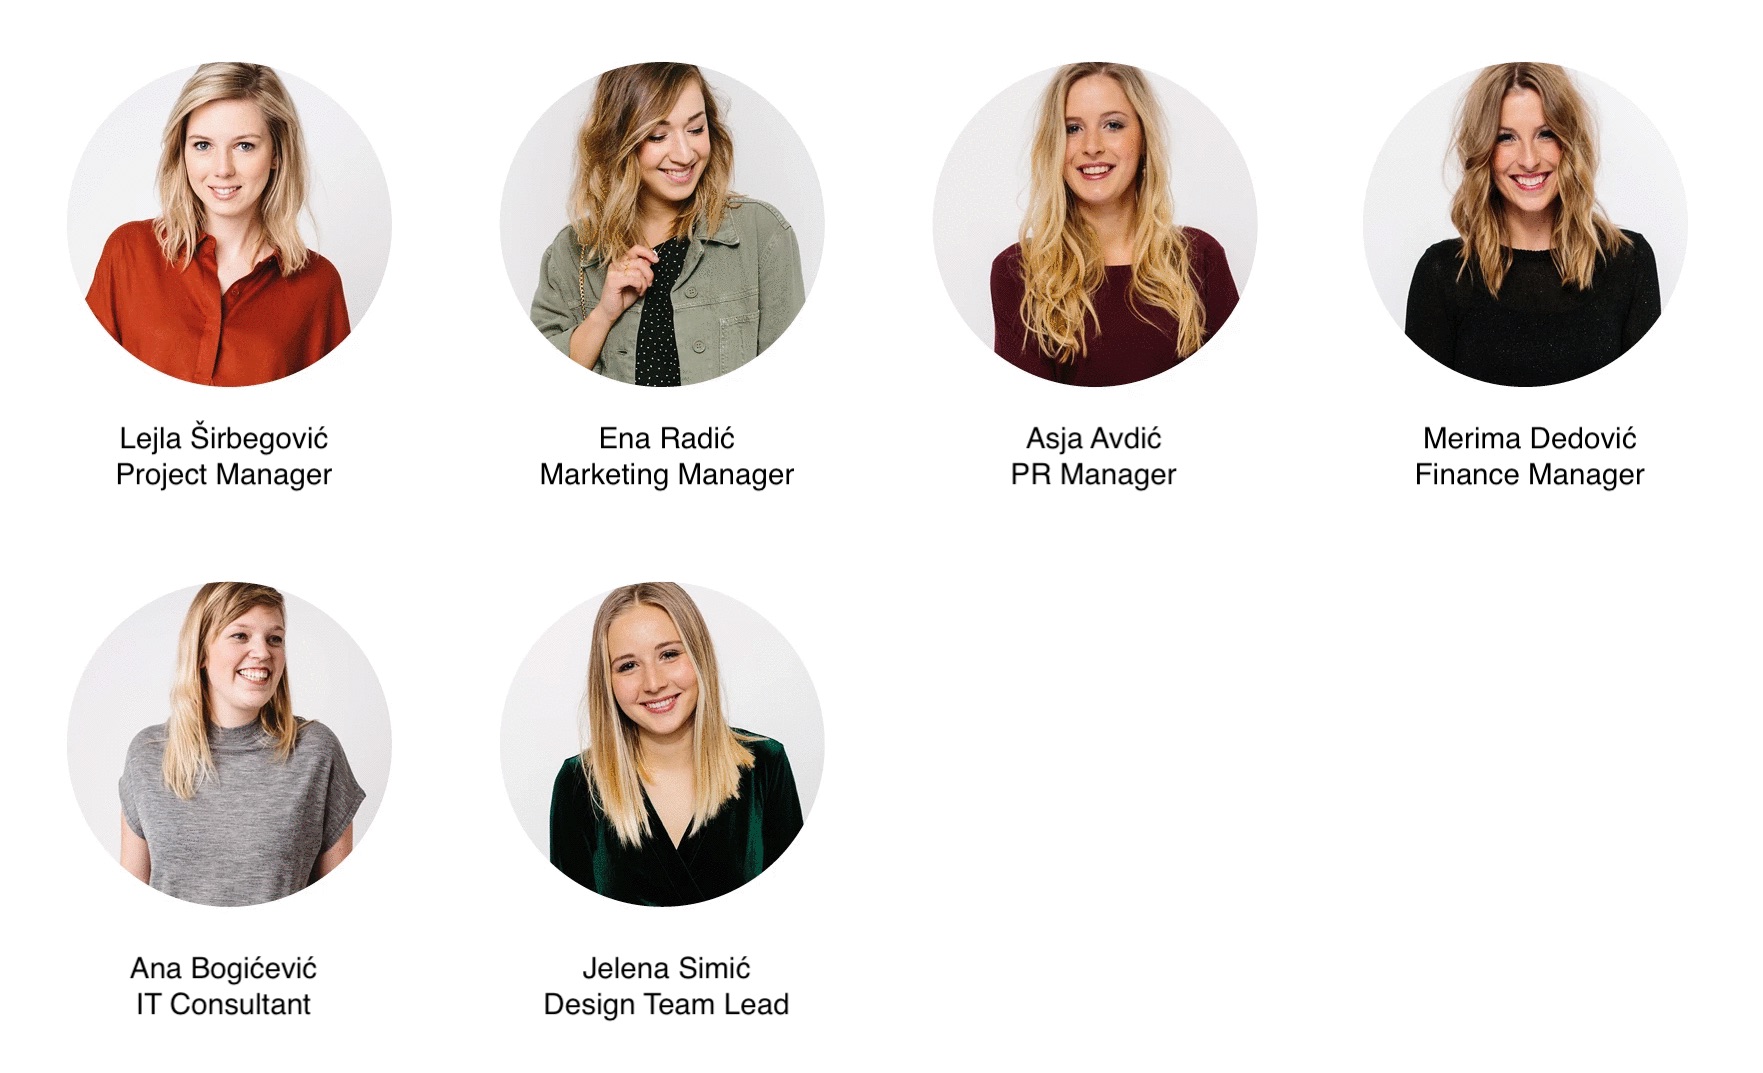 Lejla Širbegović
Project Manager
Ena Radić
Marketing Manager
Asja Avdić
PR Manager
Merima Dedović
Finance Manager
Ana Bogićević
IT Consultant
Jelena Simić
Design Team Lead